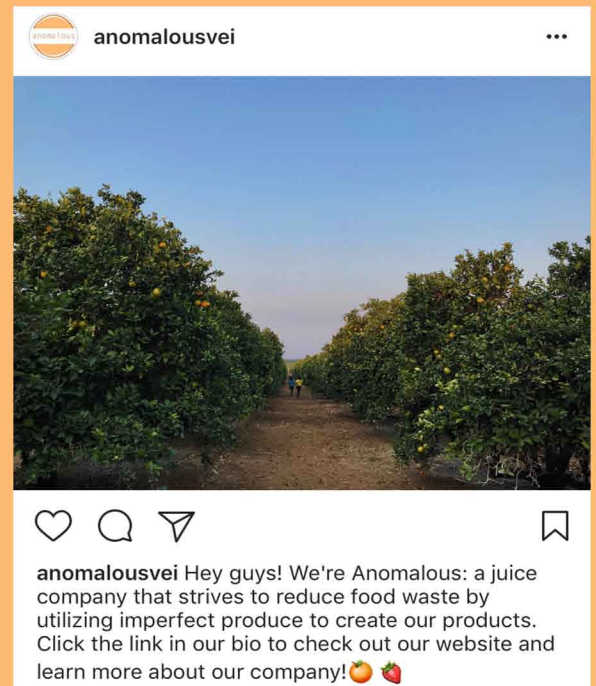 anomalous
anomalousvei
anomalousvei Hey guys! We're Anomalous: a juice
company that strives to reduce food waste by
utilizing imperfect produce to create our products.
Click the link in our bio to check out our website and
learn more about our company!🍊 🍓